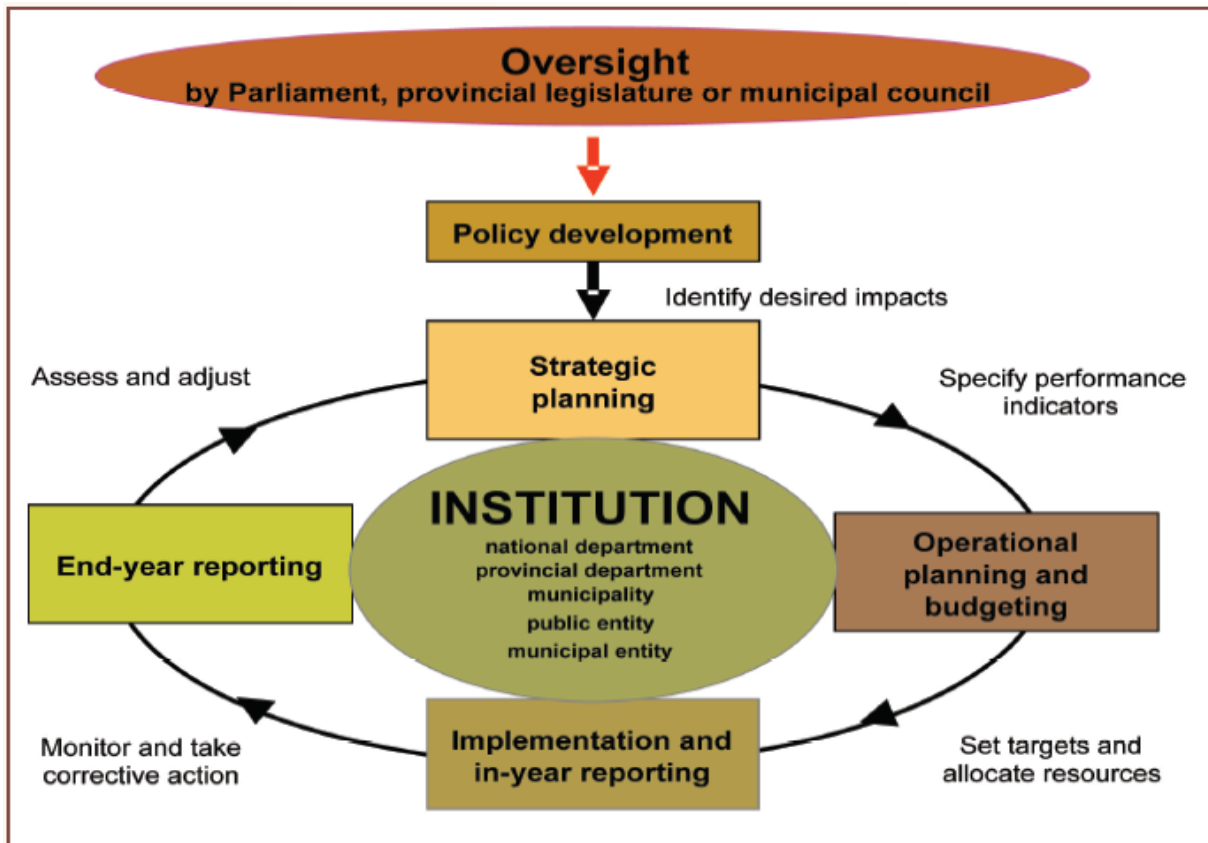 Oversight
by Parliament, provincial legislature or municipal council
Policy development
Identify desired impacts
Strategic
planning
Assess and adjust
Specify performance
indicators
INSTITUTION
national department
provincial department
municipality
public entity
municipal entity
End-year reporting
Operational
planning and
budgeting
Implementation and
in-year reporting
Monitor and take
corrective action
Set targets and
allocate resources